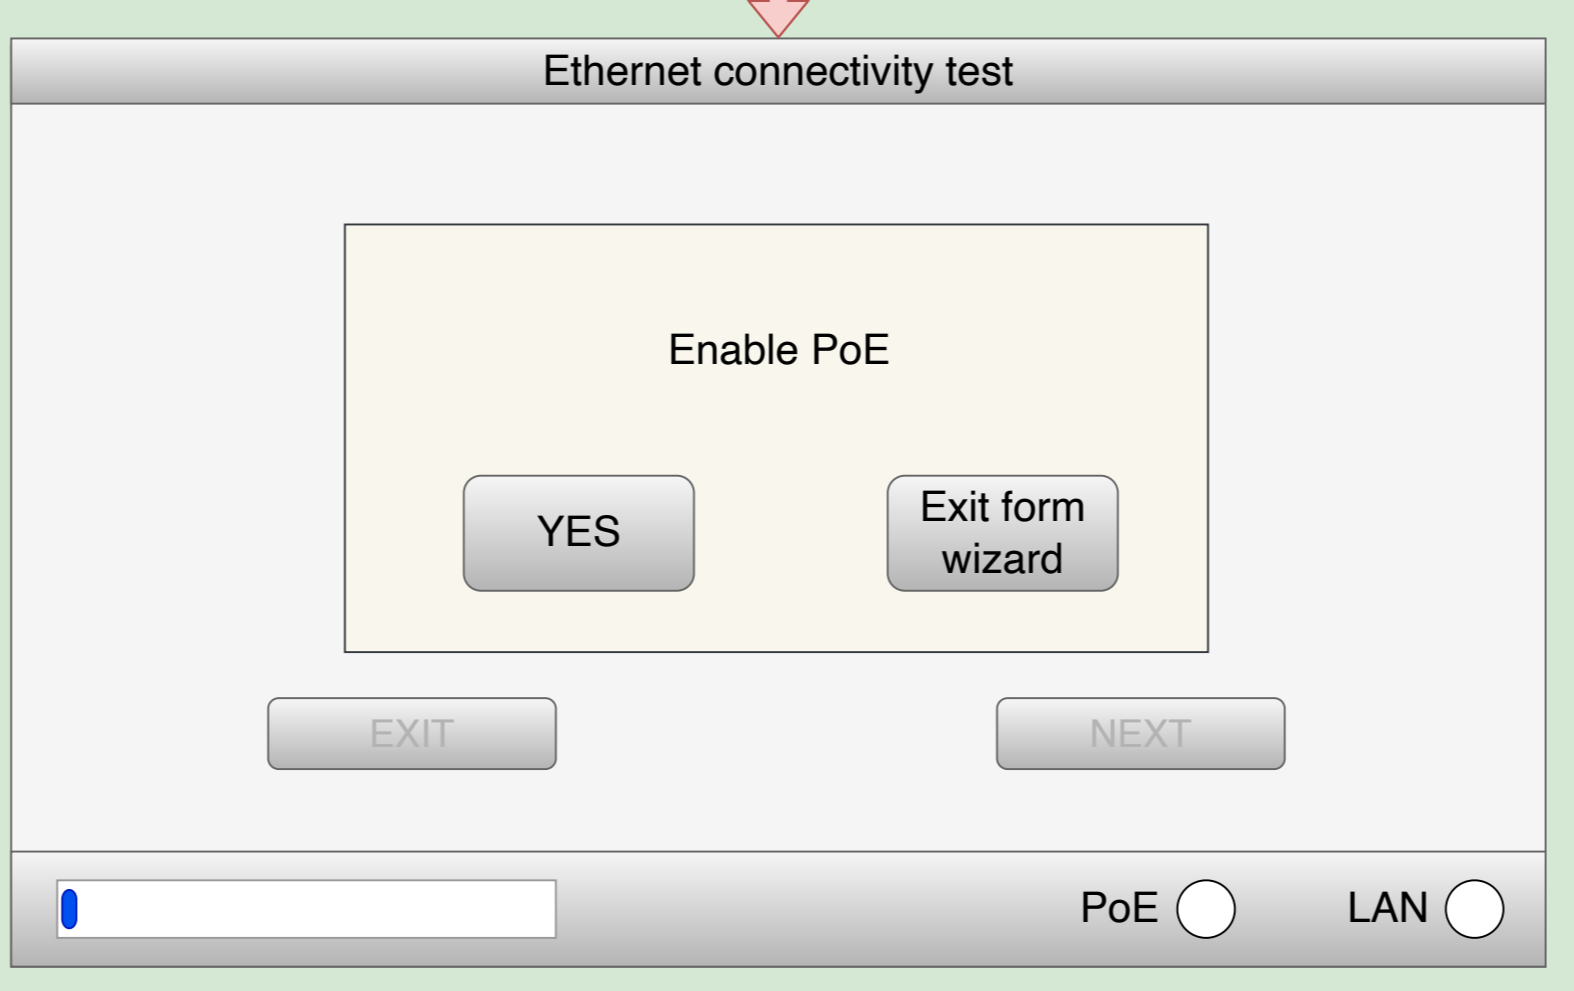 Ethernet connectivity test
Enable PoE
YES
Exit form
wizard
EXIT
NEXT
PoE
LAN